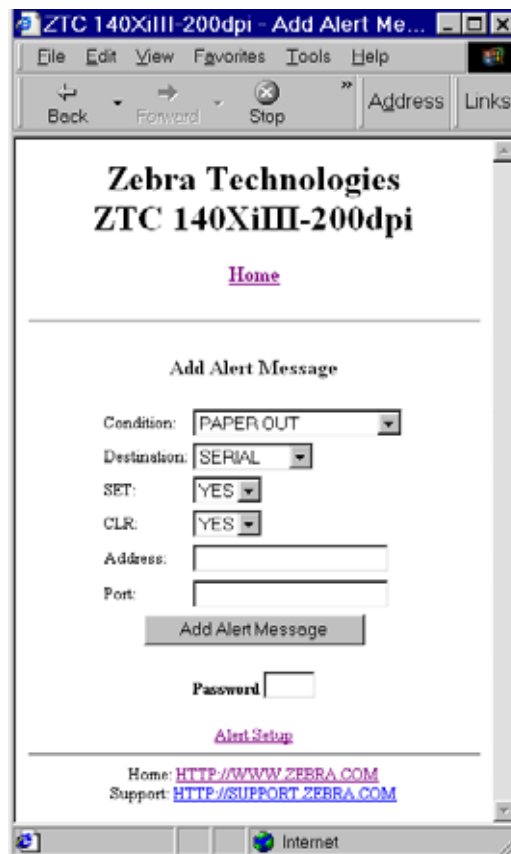 ZTC 140XiIII-200dpi - Add Alert Me...
File Edit View Favorites Tools Help
Back Forward Stop » Address Links
Zebra Technologies
ZTC 140XiIII-200dpi
Home
Add Alert Message
Condition: PAPER OUT
Destination: SERIAL
SET: YES
CLR: YES
Address:
Port:
Add Alert Message
Password
Alert Setup
Home: HTTP://WWW.ZEBRA.COM
Support: HTTP://SUPPORT.ZEBRA.COM
Internet